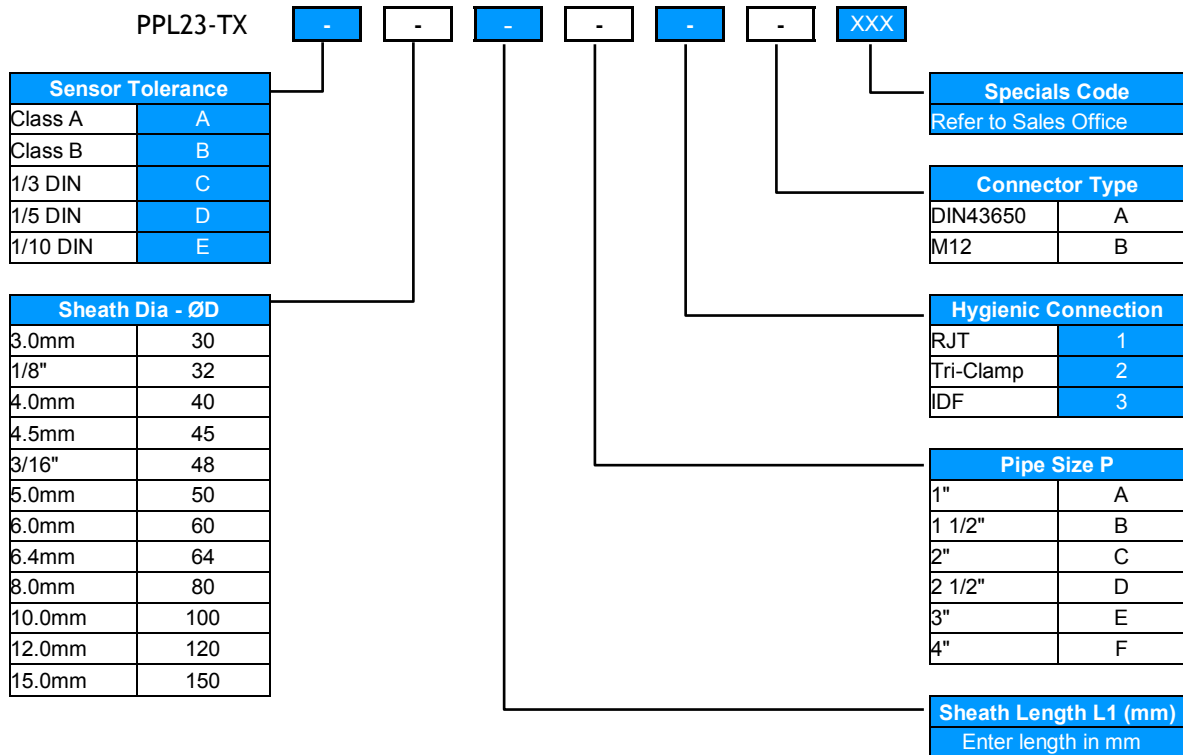 PPL23-TX - - - - - - XXX
Sensor Tolerance
Class A A
Class B B
1/3 DIN C
1/5 DIN D
1/10 DIN E
Sheath Dia - ØD
3.0mm 30
1/8" 32
4.0mm 40
4.5mm 45
3/16" 48
5.0mm 50
6.0mm 60
6.4mm 64
8.0mm 80
10.0mm 100
12.0mm 120
15.0mm 150
Specials Code
Refer to Sales Office
Connector Type
DIN43650 A
M12 B
Hygienic Connection
RJT 1
Tri-Clamp 2
IDF 3
Pipe Size P
1" A
1 1/2" B
2" C
2 1/2" D
3" E
4" F
Sheath Length L1 (mm)
Enter length in mm